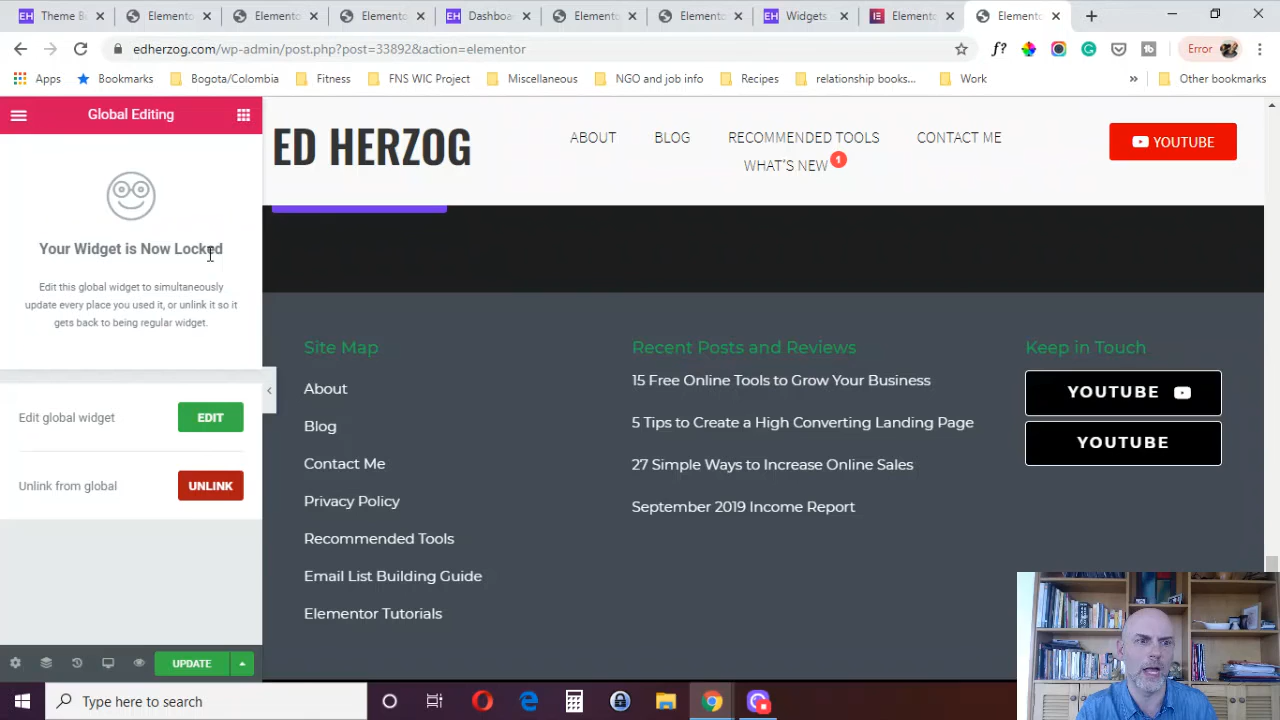 Theme B
Elemento
Elemento
Elemento
Dashbo
Elemento
Elemento
Widgets
Elemento
Elemento
edherzog.com/wp-admin/post.php?post=33892&action=elementor
f?
Error
Apps
Bookmarks
Bogota/Colombia
Fitness
FNS WIC Project
Miscellaneous
NGO and job info
Recipes
relationship books...
Work
»
Other bookmarks
Global Editing
ED HERZOG
ABOUT
BLOG
RECOMMENDED TOOLS
CONTACT ME
WHAT'S NEW 1
YOUTUBE
Your Widget is Now Locked
Edit this global widget to simultaneously
update every place you used it, or unlink it so it
gets back to being regular widget.
Edit global widget
EDIT
Unlink from global
UNLINK
UPDATE
Site Map
About
Blog
Contact Me
Privacy Policy
Recommended Tools
Email List Building Guide
Elementor Tutorials
Recent Posts and Reviews
15 Free Online Tools to Grow Your Business
5 Tips to Create a High Converting Landing Page
27 Simple Ways to Increase Online Sales
September 2019 Income Report
Keep in Touch
YOUTUBE
YOUTUBE
Type here to search